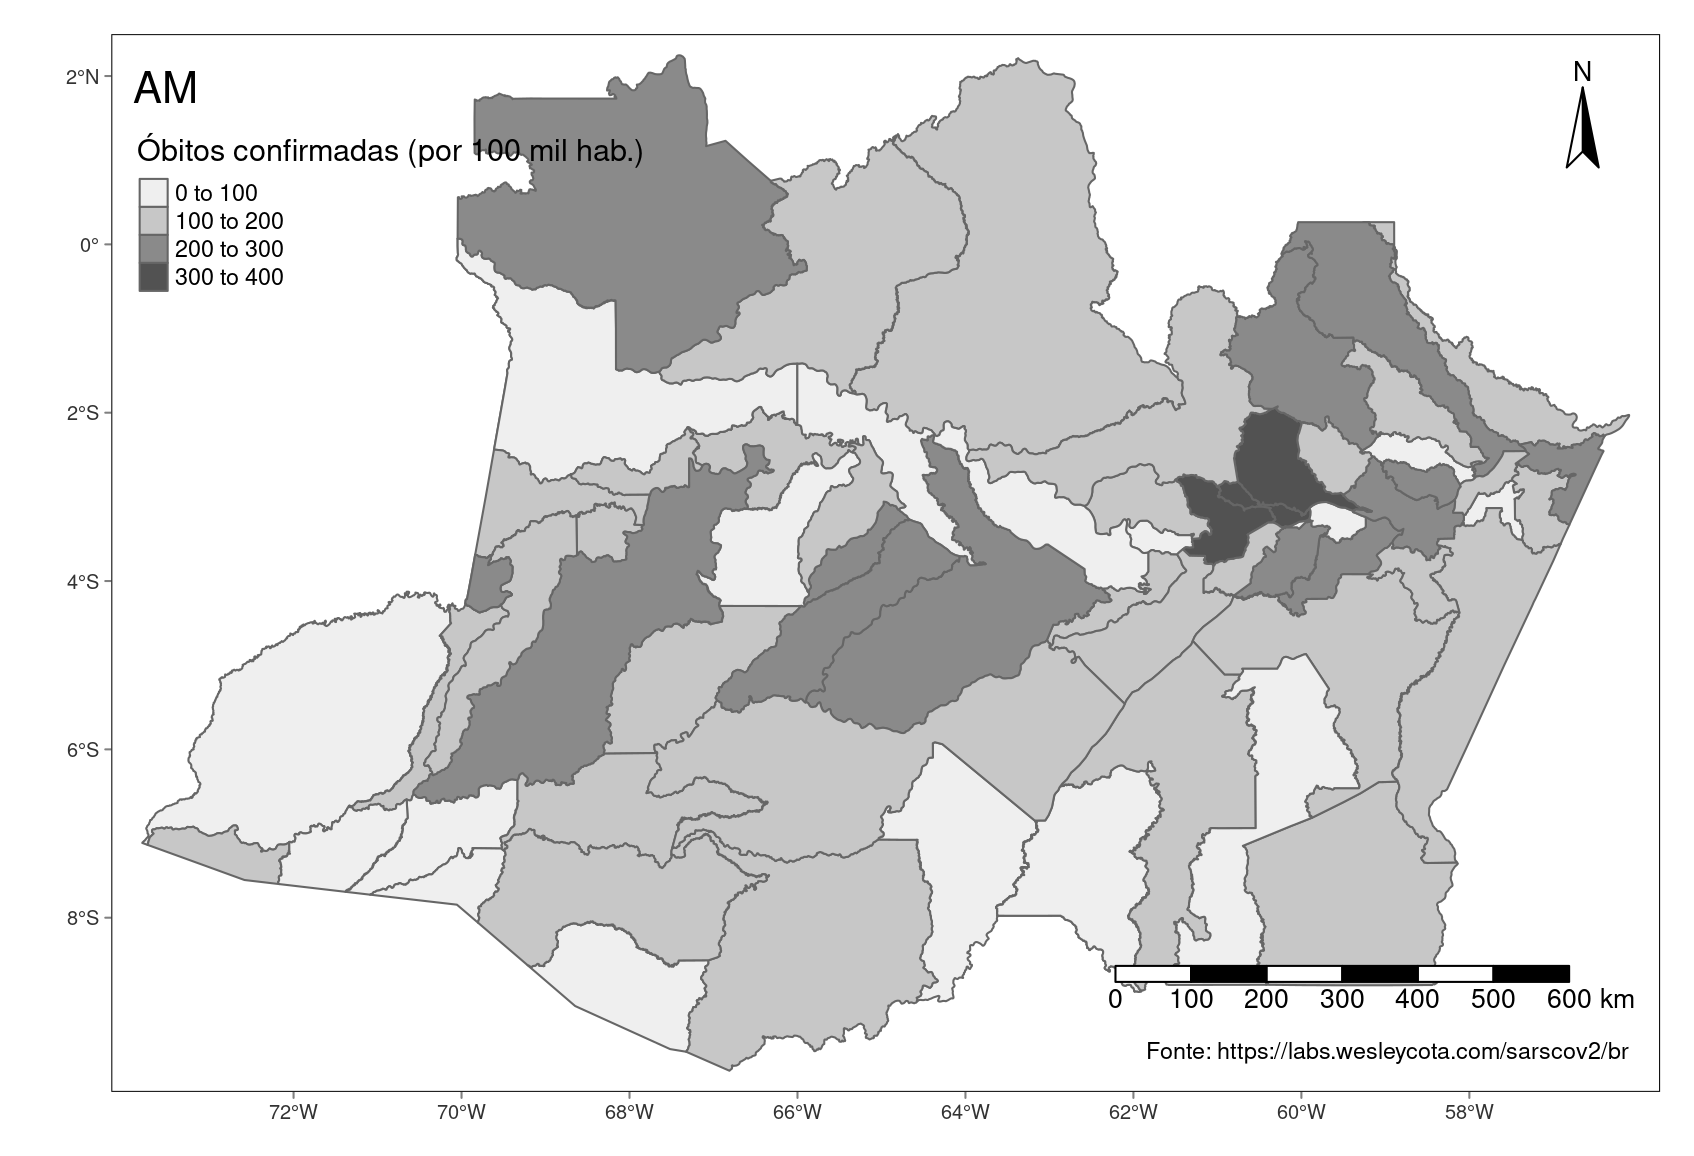 AM
N
Óbitos confirmadas (por 100 mil hab.)
0 to 100
100 to 200
200 to 300
300 to 400
2°N
0°
2°S
4°S
6°S
8°S
0 100 200 300 400 500 600 km
Fonte: https://labs.wesleycota.com/sarscov2/br
72°W 70°W 68°W 66°W 64°W 62°W 60°W 58°W